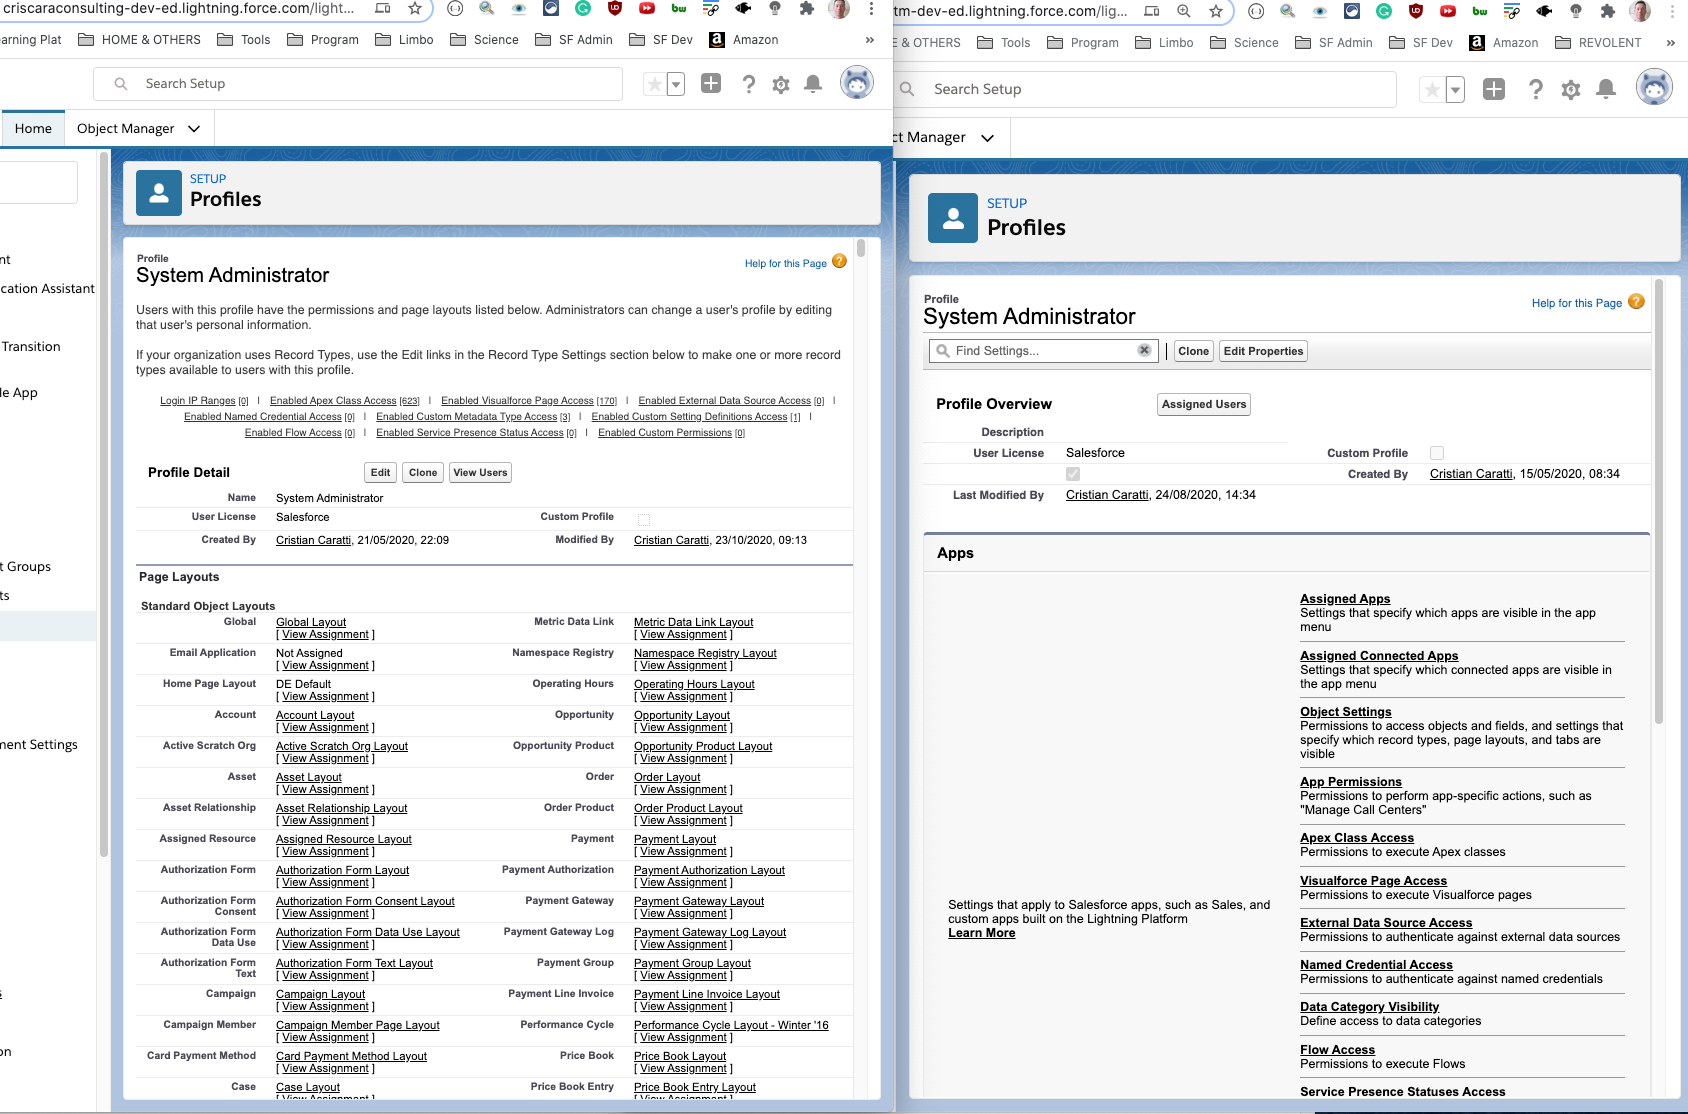 criscaraconsulting-dev-ed.lightning.force.com/light...
arning Plat HOME & OTHERS Tools Program Limbo Science SF Admin SF Dev Amazon »
Search Setup
Home Object Manager
SETUP
Profiles
nt
cation Assistant
Transition
le App
t Groups
ts
nent Settings
s
on
Profile
System Administrator
Help for this Page ?
Users with this profile have the permissions and page layouts listed below. Administrators can change a user's profile by editing
that user's personal information.
If your organization uses Record Types, use the Edit links in the Record Type Settings section below to make one or more record
types available to users with this profile.
Login IP Ranges [0] | Enabled Apex Class Access [623] | Enabled Visualforce Page Access [170] | Enabled External Data Source Access [0] |
Enabled Named Credential Access [0] | Enabled Custom Metadata Type Access [3] | Enabled Custom Setting Definitions Access [1] |
Enabled Flow Access [0] | Enabled Service Presence Status Access [0] | Enabled Custom Permissions [0]
Profile Detail Edit Clone View Users
Name System Administrator
User License Salesforce Custom Profile
Created By Cristian Caratti, 21/05/2020, 22:09 Modified By Cristian Caratti, 23/10/2020, 09:13
Page Layouts
Standard Object Layouts
Global Global Layout Metric Data Link Metric Data Link Layout
[ View Assignment ] [ View Assignment ]
Email Application Not Assigned Namespace Registry Namespace Registry Layout
[ View Assignment ] [ View Assignment ]
Home Page Layout DE Default Operating Hours Operating Hours Layout
[ View Assignment ] [ View Assignment ]
Account Account Layout Opportunity Opportunity Layout
[ View Assignment ] [ View Assignment ]
Active Scratch Org Active Scratch Org Layout Opportunity Product Opportunity Product Layout
[ View Assignment ] [ View Assignment ]
Asset Asset Layout Order Order Layout
[ View Assignment ] [ View Assignment ]
Asset Relationship Asset Relationship Layout Order Product Order Product Layout
[ View Assignment ] [ View Assignment ]
Assigned Resource Assigned Resource Layout Payment Payment Layout
[ View Assignment ] [ View Assignment ]
Authorization Form Authorization Form Layout Payment Authorization Payment Authorization Layout
[ View Assignment ] [ View Assignment ]
Authorization Form Authorization Form Consent Layout Payment Gateway Payment Gateway Layout
Consent [ View Assignment ] [ View Assignment ]
Authorization Form Authorization Form Data Use Layout Payment Gateway Log Payment Gateway Log Layout
Data Use [ View Assignment ] [ View Assignment ]
Authorization Form Authorization Form Text Layout Payment Group Payment Group Layout
Text [ View Assignment ] [ View Assignment ]
Campaign Campaign Layout Payment Line Invoice Payment Line Invoice Layout
[ View Assignment ] [ View Assignment ]
Campaign Member Campaign Member Page Layout Performance Cycle Performance Cycle Layout - Winter '16
[ View Assignment ] [ View Assignment ]
Card Payment Method Card Payment Method Layout Price Book Price Book Layout
[ View Assignment ] [ View Assignment ]
Case Case Layout Price Book Entry Price Book Entry Layout
[ View Assignment ] [ View Assignment ]
tm-dev-ed.lightning.force.com/lig...
E & OTHERS Tools Program Limbo Science SF Admin SF Dev Amazon REVOLENT »
Search Setup
ct Manager
SETUP
Profiles
Profile
System Administrator
Help for this Page ?
Find Settings... | Clone Edit Properties
Profile Overview Assigned Users
Description
User License Salesforce Custom Profile
Created By Cristian Caratti, 15/05/2020, 08:34
Last Modified By Cristian Caratti, 24/08/2020, 14:34
Apps
Settings that apply to Salesforce apps, such as Sales, and
custom apps built on the Lightning Platform
Learn More
Assigned Apps
Settings that specify which apps are visible in the app
menu
Assigned Connected Apps
Settings that specify which connected apps are visible in
the app menu
Object Settings
Permissions to access objects and fields, and settings that
specify which record types, page layouts, and tabs are
visible
App Permissions
Permissions to perform app-specific actions, such as
"Manage Call Centers"
Apex Class Access
Permissions to execute Apex classes
Visualforce Page Access
Permissions to execute Visualforce pages
External Data Source Access
Permissions to authenticate against external data sources
Named Credential Access
Permissions to authenticate against named credentials
Data Category Visibility
Define access to data categories
Flow Access
Permissions to execute Flows
Service Presence Statuses Access